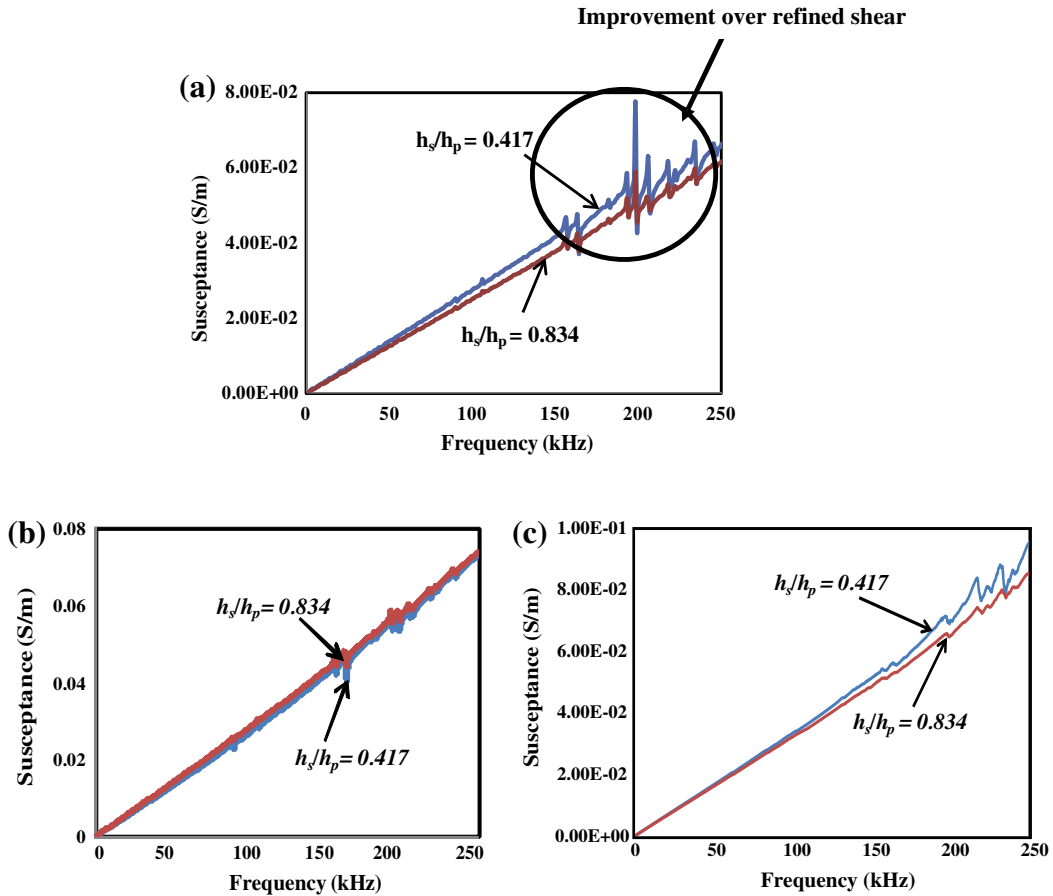 Improvement over refined shear
(a)
8.00E-02
6.00E-02
4.00E-02
2.00E-02
0.00E+00
Susceptance (S/m)
hs/hp = 0.417
hs/hp = 0.834
0 50 100 150 200 250
Frequency (kHz)
(b)
0.08
0.06
0.04
0.02
0
Susceptance (S/m)
hs/hp= 0.834
hs/hp= 0.417
0 50 100 150 200 250
Frequency (kHz)
(c)
1.00E-01
8.00E-02
6.00E-02
4.00E-02
2.00E-02
0.00E+00
Susceptance (S/m)
hs/hp = 0.417
hs/hp = 0.834
0 50 100 150 200 250
Frequency (kHz)